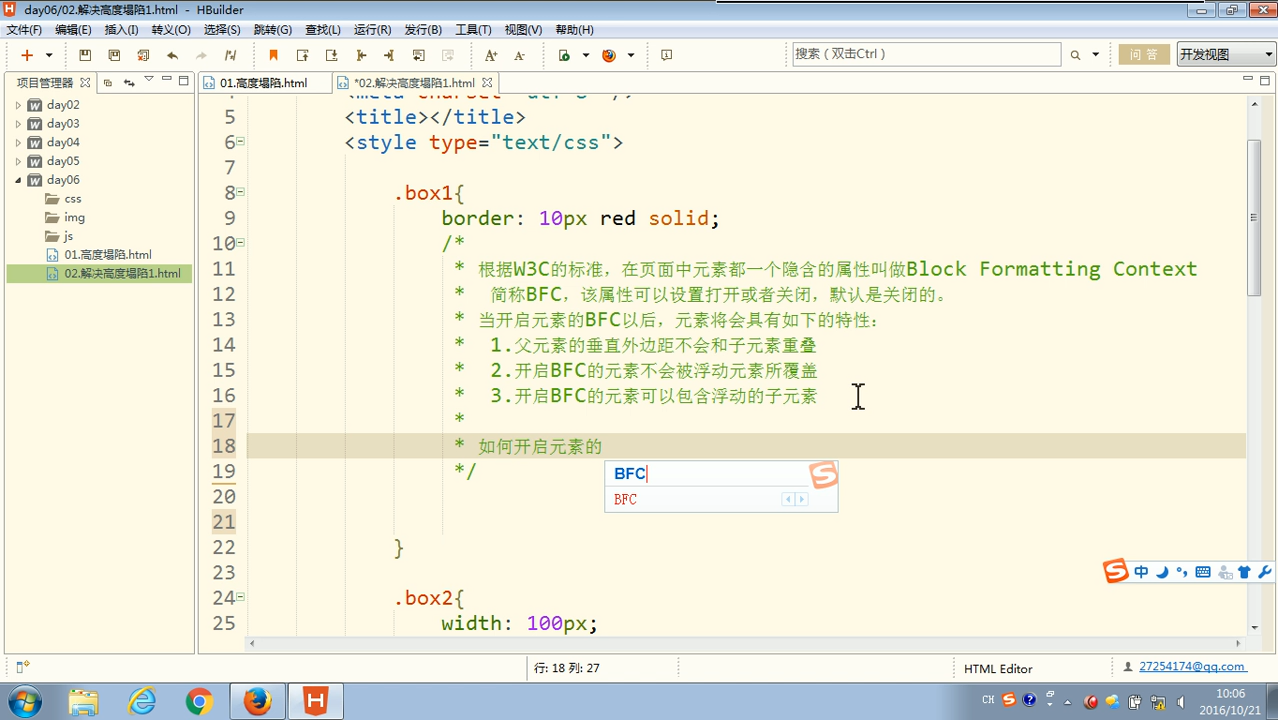 day06/02.解决高度塌陷1.html - HBuilder
文件(F) 编辑(E) 插入(I) 转义(O) 选择(S) 跳转(G) 查找(L) 运行(R) 发行(B) 工具(T) 视图(V) 帮助(H)
搜索（双击Ctrl） 问 答 开发视图
项目管理器 01.高度塌陷.html *02.解决高度塌陷1.html
day02
day03
day04
day05
day06
css
img
js
01.高度塌陷.html
02.解决高度塌陷1.html
5 <title></title>
6 <style type="text/css">
7
8 .box1{
9 border: 10px red solid;
10 /*
11 * 根据W3C的标准，在页面中元素都一个隐含的属性叫做Block Formatting Context
12 * 简称BFC，该属性可以设置打开或者关闭，默认是关闭的。
13 * 当开启元素的BFC以后，元素将会具有如下的特性：
14 * 1.父元素的垂直外边距不会和子元素重叠
15 * 2.开启BFC的元素不会被浮动元素所覆盖
16 * 3.开启BFC的元素可以包含浮动的子元素
17 *
18 * 如何开启元素的
19 */
BFC
BFC
20
21
22 }
23
24 .box2{
25 width: 100px;
中
行: 18 列: 27 HTML Editor 27254174@qq.com
CH 10:06
2016/10/21